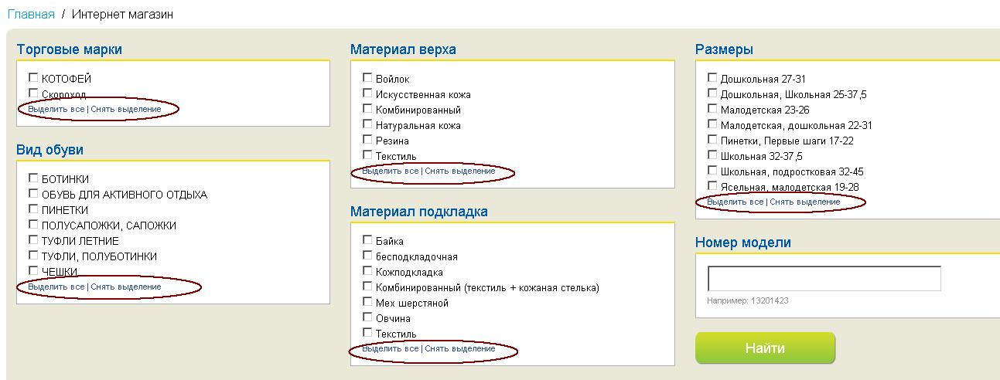 Главная / Интернет магазин
Торговые марки
КОТОФЕЙ
Скороход
Выделить все | Снять выделение
Вид обуви
БОТИНКИ
ОБУВЬ ДЛЯ АКТИВНОГО ОТДЫХА
ПИНЕТКИ
ПОЛУСАПОЖКИ, САПОЖКИ
ТУФЛИ ЛЕТНИЕ
ТУФЛИ, ПОЛУБОТИНКИ
ЧЕШКИ
Выделить все | Снять выделение
Материал верха
Войлок
Искусственная кожа
Комбинированный
Натуральная кожа
Резина
Текстиль
Выделить все | Снять выделение
Материал подкладка
Байка
бесподкладочная
Кожподкладка
Комбинированный (текстиль + кожаная стелька)
Мех шерстяной
Овчина
Текстиль
Выделить все | Снять выделение
Размеры
Дошкольная 27-31
Дошкольная, Школьная 25-37,5
Малодетская 23-26
Малодетская, дошкольная 22-31
Пинетки, Первые шаги 17-22
Школьная 32-37,5
Школьная, подростковая 32-45
Ясельная, малодетская 19-28
Выделить все | Снять выделение
Номер модели
Например: 13201423
Найти